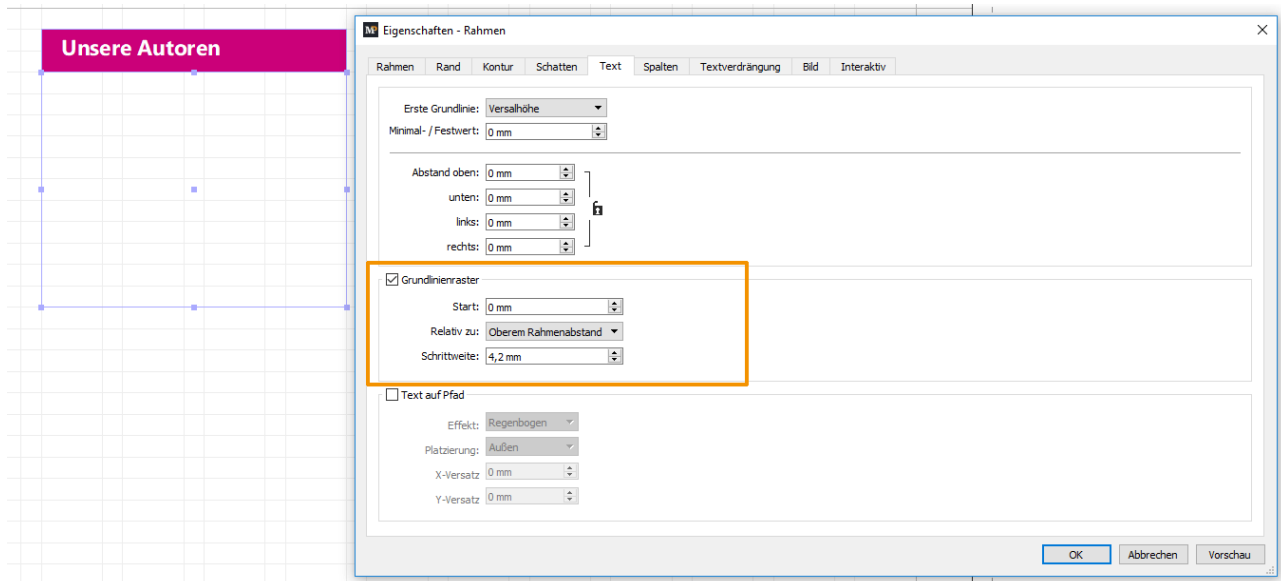 Unsere Autoren
MP Eigenschaften - Rahmen
Rahmen Rand Kontur Schatten Text Spalten Textverdrängung Bild Interaktiv
Erste Grundlinie: Versalhöhe
Minimal- / Festwert: 0 mm
Abstand oben: 0 mm
unten: 0 mm
links: 0 mm
rechts: 0 mm
Grundlinienraster
Start: 0 mm
Relativ zu: Oberem Rahmenabstand
Schrittweite: 4,2 mm
Text auf Pfad
Effekt: Regenbogen
Platzierung: Außen
X-Versatz 0 mm
Y-Versatz 0 mm
OK Abbrechen Vorschau